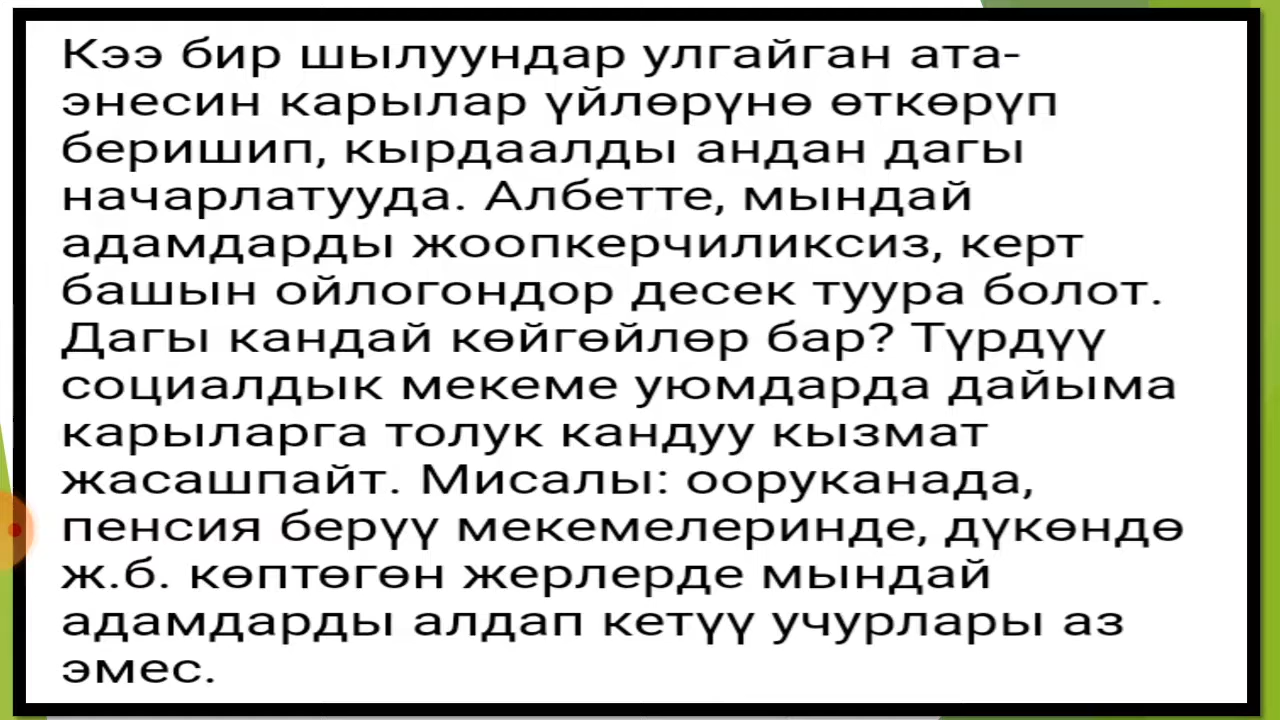 Кээ бир шылуундар улгайган ата-
энесин карылар үйлөрүнө өткөрүп
беришип, кырдаалды андан дагы
начарлатууда. Албетте, мындай
адамдарды жоопкерчиликсиз, керт
башын ойлогондор десек туура болот.
Дагы кандай көйгөйлөр бар? Түрдүү
социалдык мекеме уюмдарда дайыма
карыларга толук кандуу кызмат
жасашпайт. Мисалы: ооруканада,
пенсия берүү мекемелеринде, дүкөндө
ж.б. көптөгөн жерлерде мындай
адамдарды алдап кетүү учурлары аз
эмес.